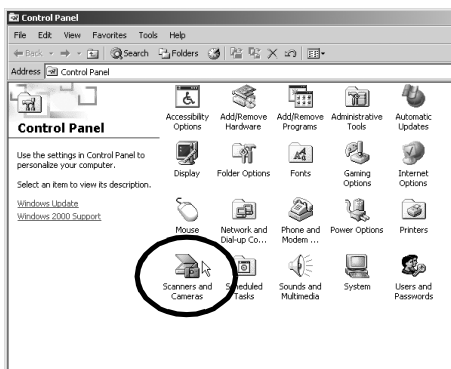 Control Panel
File Edit View Favorites Tools Help
Back Search Folders
Address Control Panel
Control Panel
Use the settings in Control Panel to
personalize your computer.
Select an item to view its description.
Windows Update
Windows 2000 Support
Accessibility
Options
Add/Remove
Hardware
Add/Remove
Programs
Administrative
Tools
Automatic
Updates
Display
Folder Options
Fonts
Gaming
Options
Internet
Options
Mouse
Network and
Dial-up Co...
Phone and
Modem ...
Power Options
Printers
Scanners and
Cameras
Scheduled
Tasks
Sounds and
Multimedia
System
Users and
Passwords